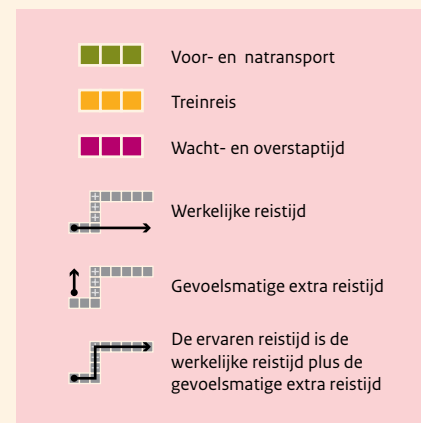 Voor- en natransport
Treinreis
Wacht- en overstaptijd
Werkelijke reistijd
Gevoelsmatige extra reistijd
De ervaren reistijd is de
werkelijke reistijd plus de
gevoelsmatige extra reistijd